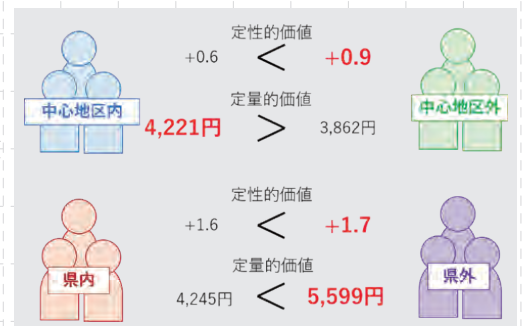 定性的価値
+0.6 < +0.9
中心地区内
中心地区外
定量的価値
4,221円 > 3,862円
定性的価値
+1.6 < +1.7
県内
県外
定量的価値
4,245円 < 5,599円